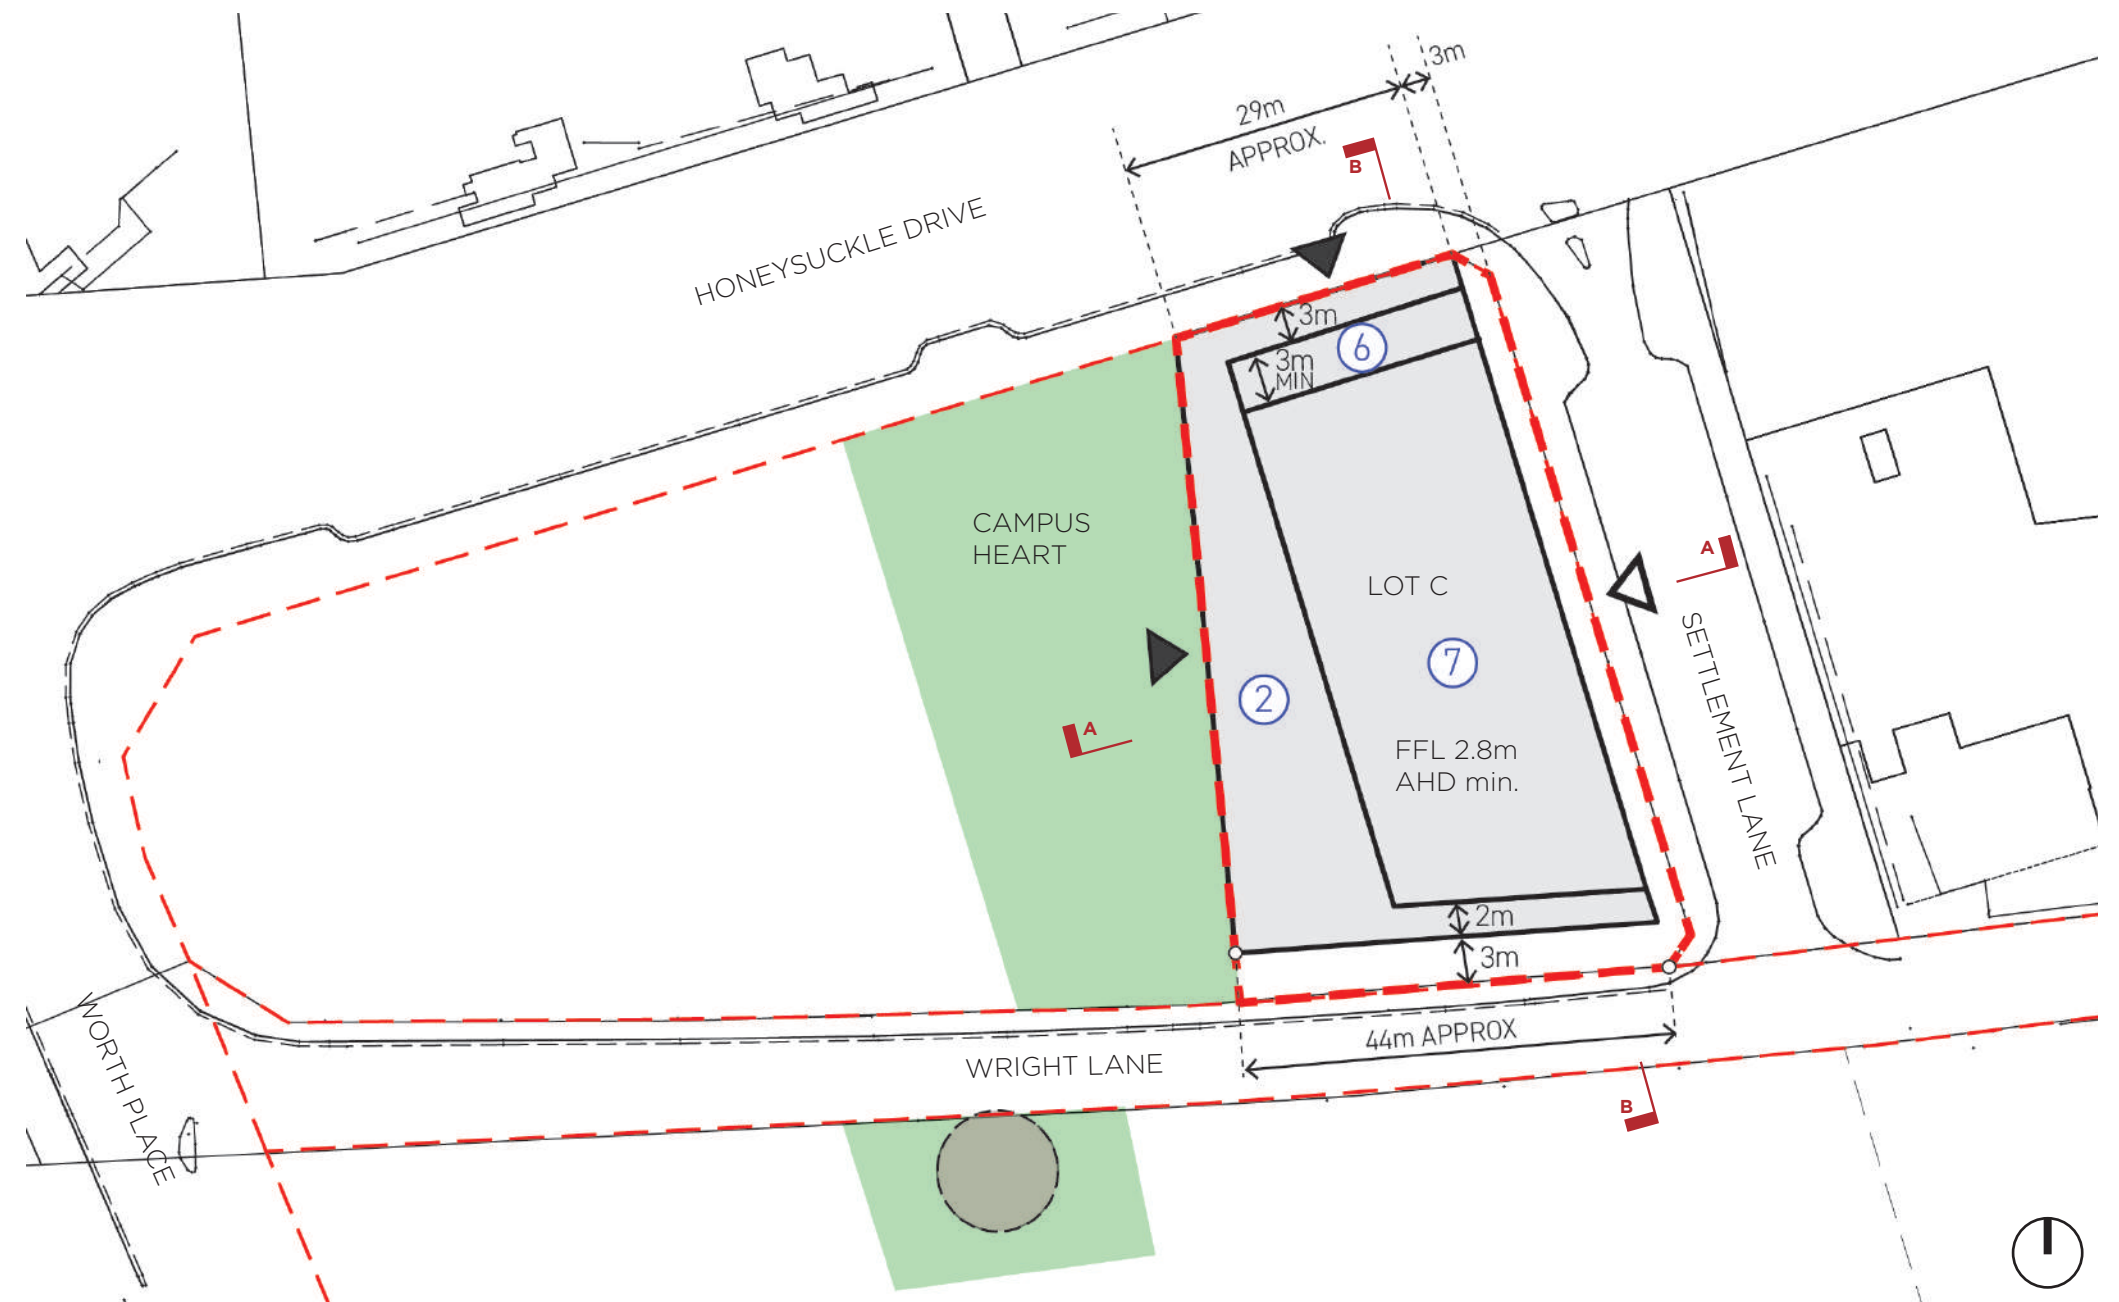 3m
29m
APPROX.
B
HONEYSUCKLE DRIVE
3m
6
3m
MIN
CAMPUS
HEART
A
LOT C
SETTLEMENT LANE
7
2
A
FFL 2.8m
AHD min.
2m
3m
WORTH PLACE
44m APPROX
WRIGHT LANE
B